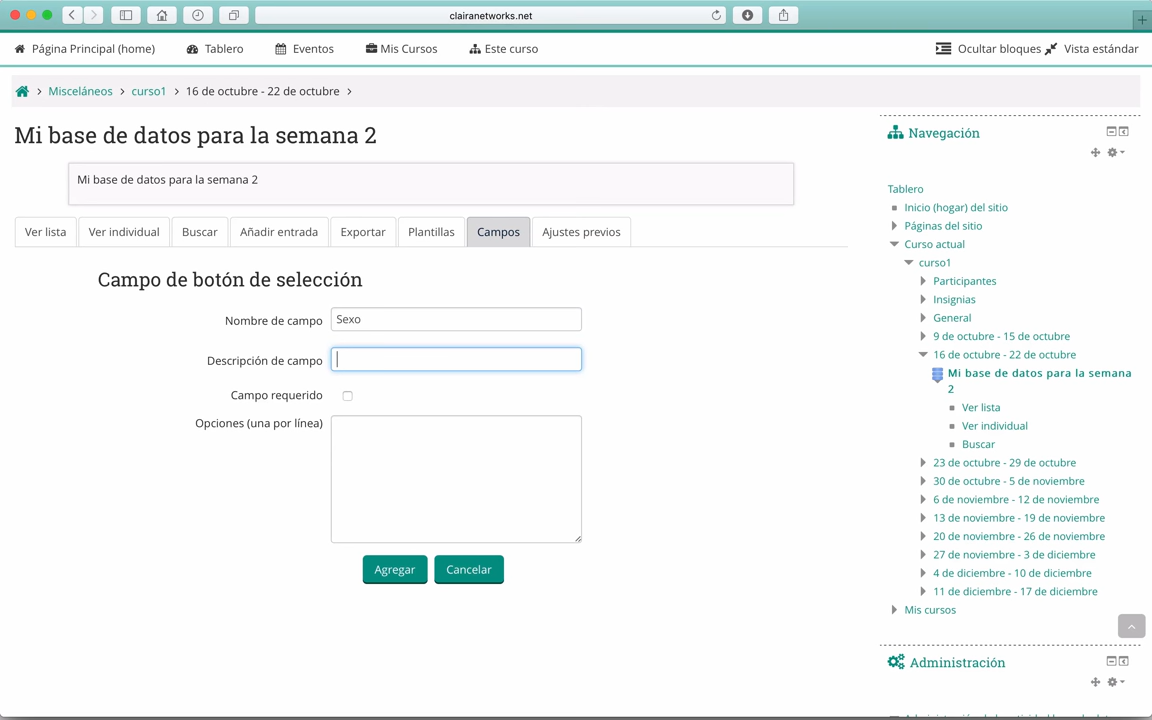 clairanetworks.net
Página Principal (home) Tablero Eventos Mis Cursos Este curso Ocultar bloques Vista estándar
Misceláneos curso1 16 de octubre - 22 de octubre
Mi base de datos para la semana 2
Mi base de datos para la semana 2
Ver lista Ver individual Buscar Añadir entrada Exportar Plantillas Campos Ajustes previos
Campo de botón de selección
Nombre de campo Sexo
Descripción de campo
Campo requerido
Opciones (una por línea)
Agregar Cancelar
Navegación
Tablero
Inicio (hogar) del sitio
Páginas del sitio
Curso actual
curso1
Participantes
Insignias
General
9 de octubre - 15 de octubre
16 de octubre - 22 de octubre
Mi base de datos para la semana
2
Ver lista
Ver individual
Buscar
23 de octubre - 29 de octubre
30 de octubre - 5 de noviembre
6 de noviembre - 12 de noviembre
13 de noviembre - 19 de noviembre
20 de noviembre - 26 de noviembre
27 de noviembre - 3 de diciembre
4 de diciembre - 10 de diciembre
11 de diciembre - 17 de diciembre
Mis cursos
Administración